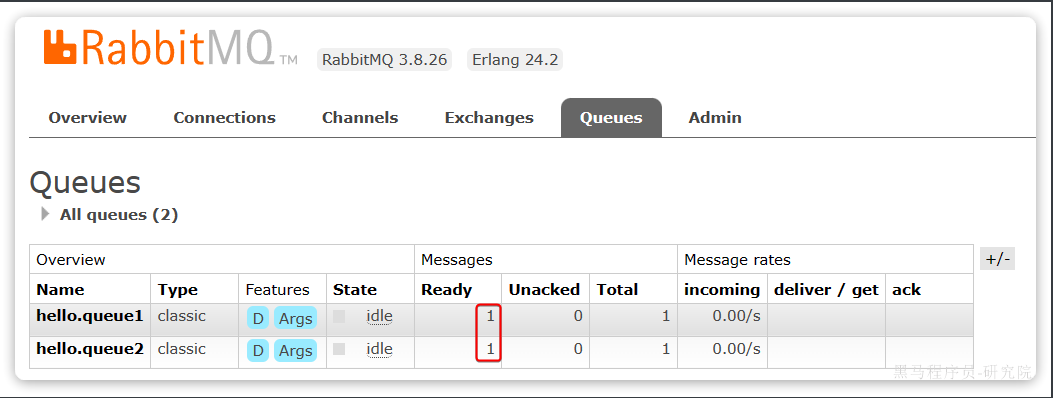 RabbitMQ TM RabbitMQ 3.8.26 Erlang 24.2
Overview Connections Channels Exchanges Queues Admin
Queues
All queues (2)
Overview Messages Message rates +/-
Name Type Features State Ready Unacked Total incoming deliver / get ack
hello.queue1 classic D Args idle 1 0 1 0.00/s
hello.queue2 classic D Args idle 1 0 1 0.00/s
黑马程序员-研究院